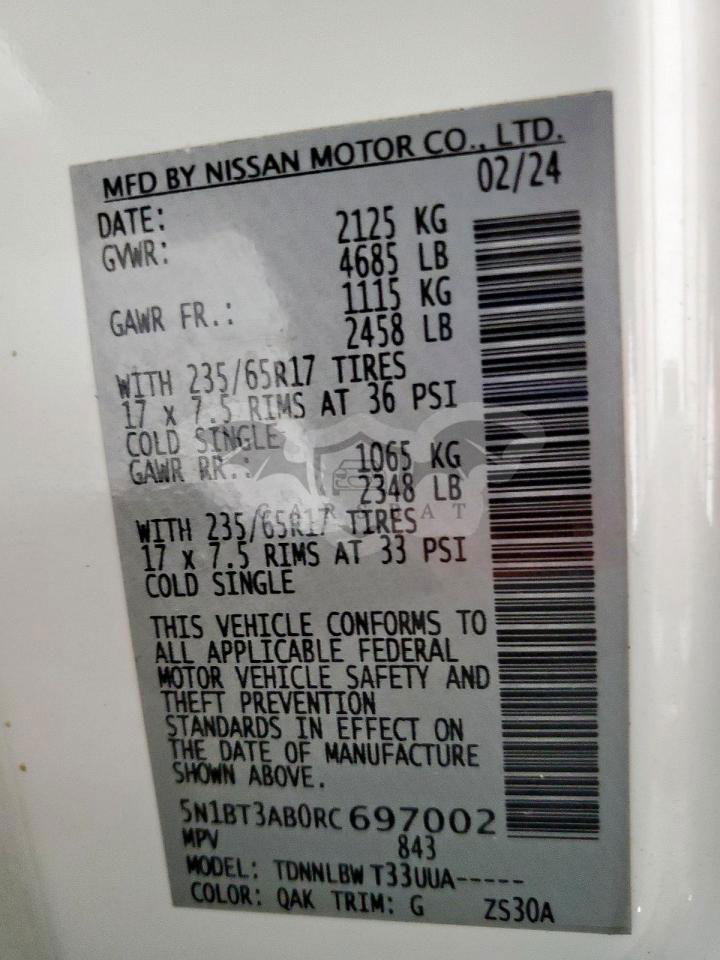 MFD BY NISSAN MOTOR CO., LTD.
DATE: 02/24
GVWR: 2125 KG
4685 LB
GAWR FR.: 1115 KG
2458 LB
WITH 235/65R17 TIRES
17 x 7.5 RIMS AT 36 PSI
COLD SINGLE
GAWR RR.: 1065 KG
2348 LB
WITH 235/65R17 TIRES
17 x 7.5 RIMS AT 33 PSI
COLD SINGLE
THIS VEHICLE CONFORMS TO
ALL APPLICABLE FEDERAL
MOTOR VEHICLE SAFETY AND
THEFT PREVENTION
STANDARDS IN EFFECT ON
THE DATE OF MANUFACTURE
SHOWN ABOVE.
5N1BT3AB0RC697002
MPV 843
MODEL: TDNNLBW T33UUA-----
COLOR: QAK TRIM: G ZS30A